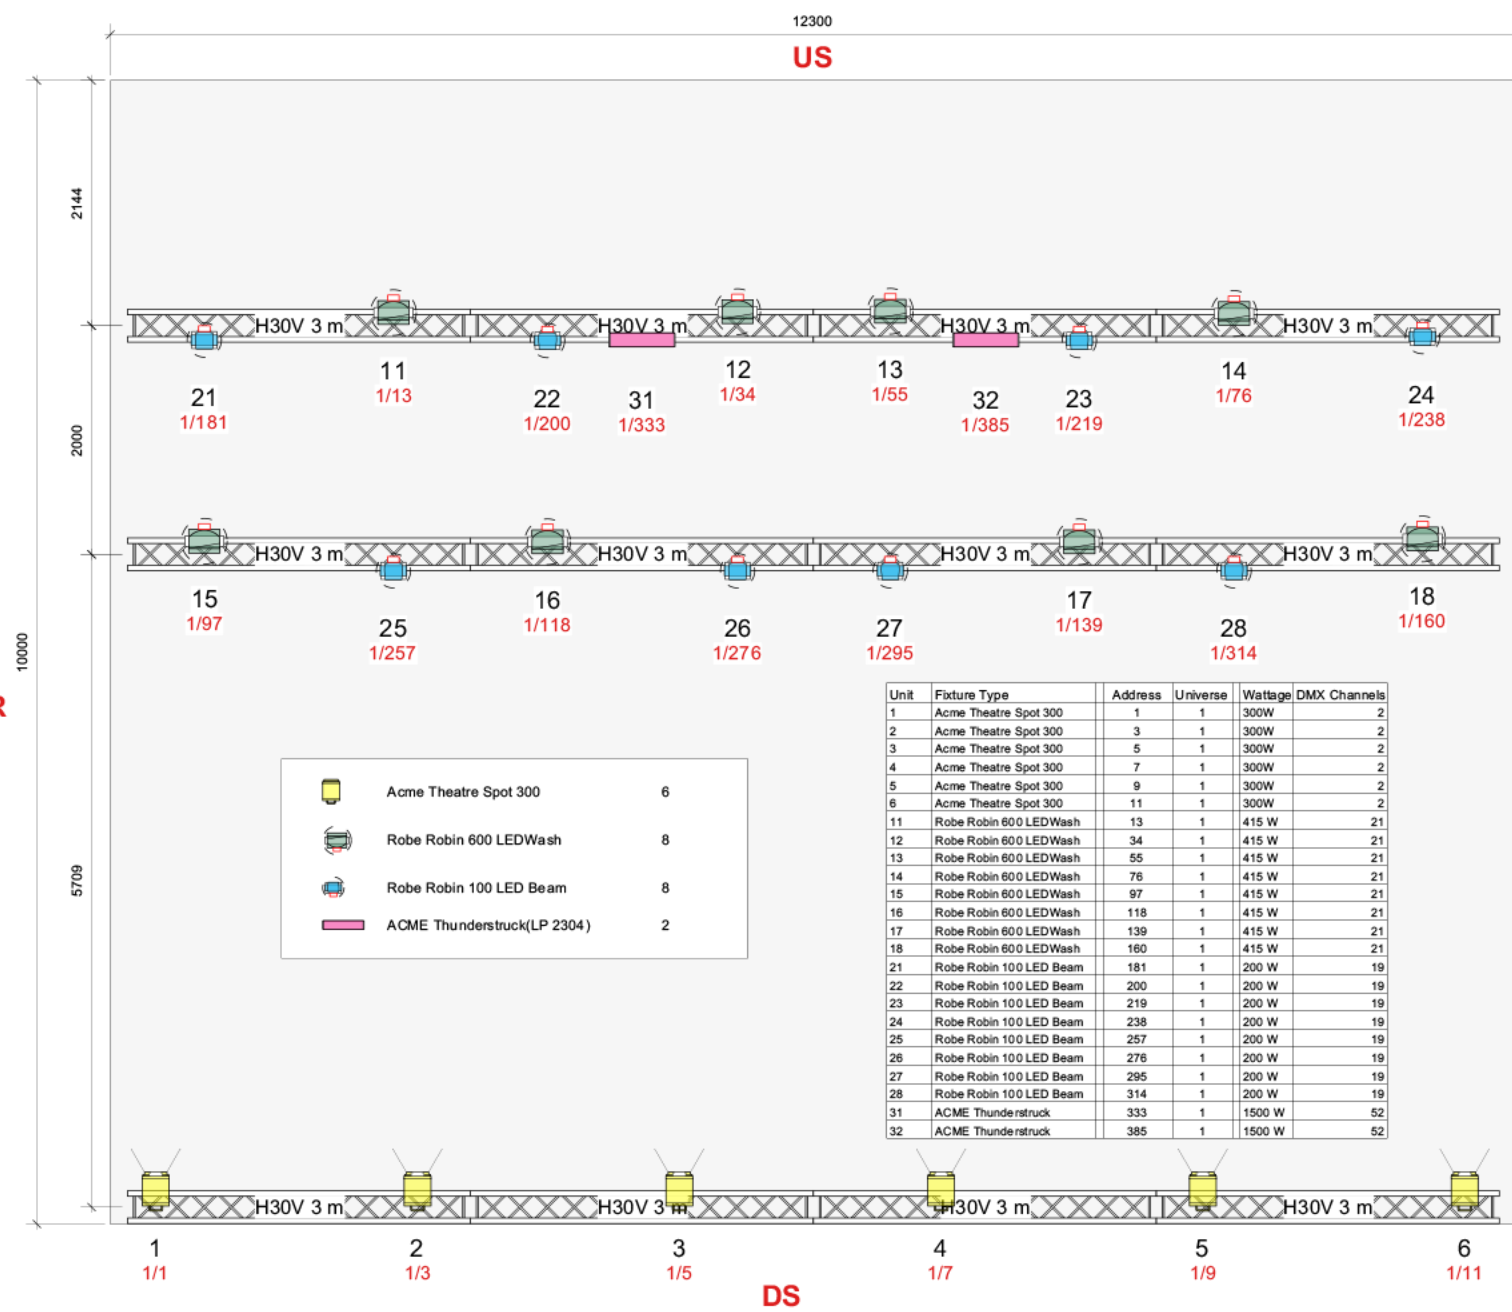 12300
US
2144
H30V 3 m H30V 3 m H30V 3 m H30V 3 m
11 12 13 14
1/13 1/34 1/55 1/76
21 22 31 32 23 24
1/181 1/200 1/333 1/385 1/219 1/238
2000
H30V 3 m H30V 3 m H30V 3 m H30V 3 m
15 16 17 18
1/97 1/118 1/139 1/160
25 26 27 28
1/257 1/276 1/295 1/314
10000
R
5709
Acme Theatre Spot 300 6
Robe Robin 600 LEDWash 8
Robe Robin 100 LED Beam 8
ACME Thunderstruck(LP 2304) 2
Unit Fixture Type Address Universe Wattage DMX Channels
1 Acme Theatre Spot 300 1 1 300W 2
2 Acme Theatre Spot 300 3 1 300W 2
3 Acme Theatre Spot 300 5 1 300W 2
4 Acme Theatre Spot 300 7 1 300W 2
5 Acme Theatre Spot 300 9 1 300W 2
6 Acme Theatre Spot 300 11 1 300W 2
11 Robe Robin 600 LEDWash 13 1 415 W 21
12 Robe Robin 600 LEDWash 34 1 415 W 21
13 Robe Robin 600 LEDWash 55 1 415 W 21
14 Robe Robin 600 LEDWash 76 1 415 W 21
15 Robe Robin 600 LEDWash 97 1 415 W 21
16 Robe Robin 600 LEDWash 118 1 415 W 21
17 Robe Robin 600 LEDWash 139 1 415 W 21
18 Robe Robin 600 LEDWash 160 1 415 W 21
21 Robe Robin 100 LED Beam 181 1 200 W 19
22 Robe Robin 100 LED Beam 200 1 200 W 19
23 Robe Robin 100 LED Beam 219 1 200 W 19
24 Robe Robin 100 LED Beam 238 1 200 W 19
25 Robe Robin 100 LED Beam 257 1 200 W 19
26 Robe Robin 100 LED Beam 276 1 200 W 19
27 Robe Robin 100 LED Beam 295 1 200 W 19
28 Robe Robin 100 LED Beam 314 1 200 W 19
31 ACME Thunderstruck 333 1 1500 W 52
32 ACME Thunderstruck 385 1 1500 W 52
H30V 3 m H30V 3 m H30V 3 m H30V 3 m
1 2 3 4 5 6
1/1 1/3 1/5 1/7 1/9 1/11
DS